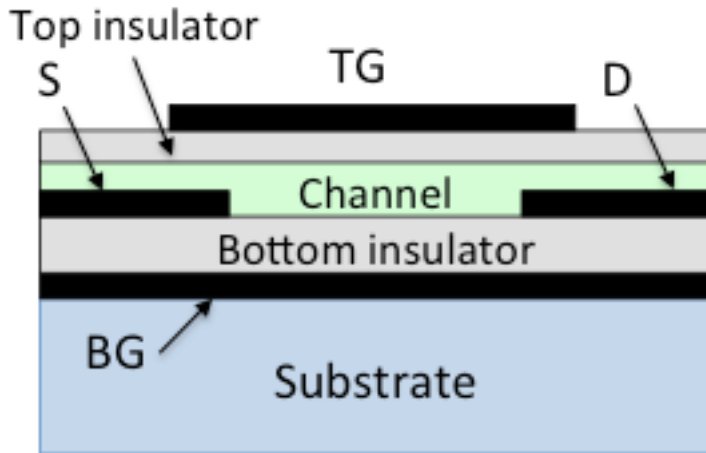 Top insulator
S
TG
D
Channel
Bottom insulator
BG
Substrate